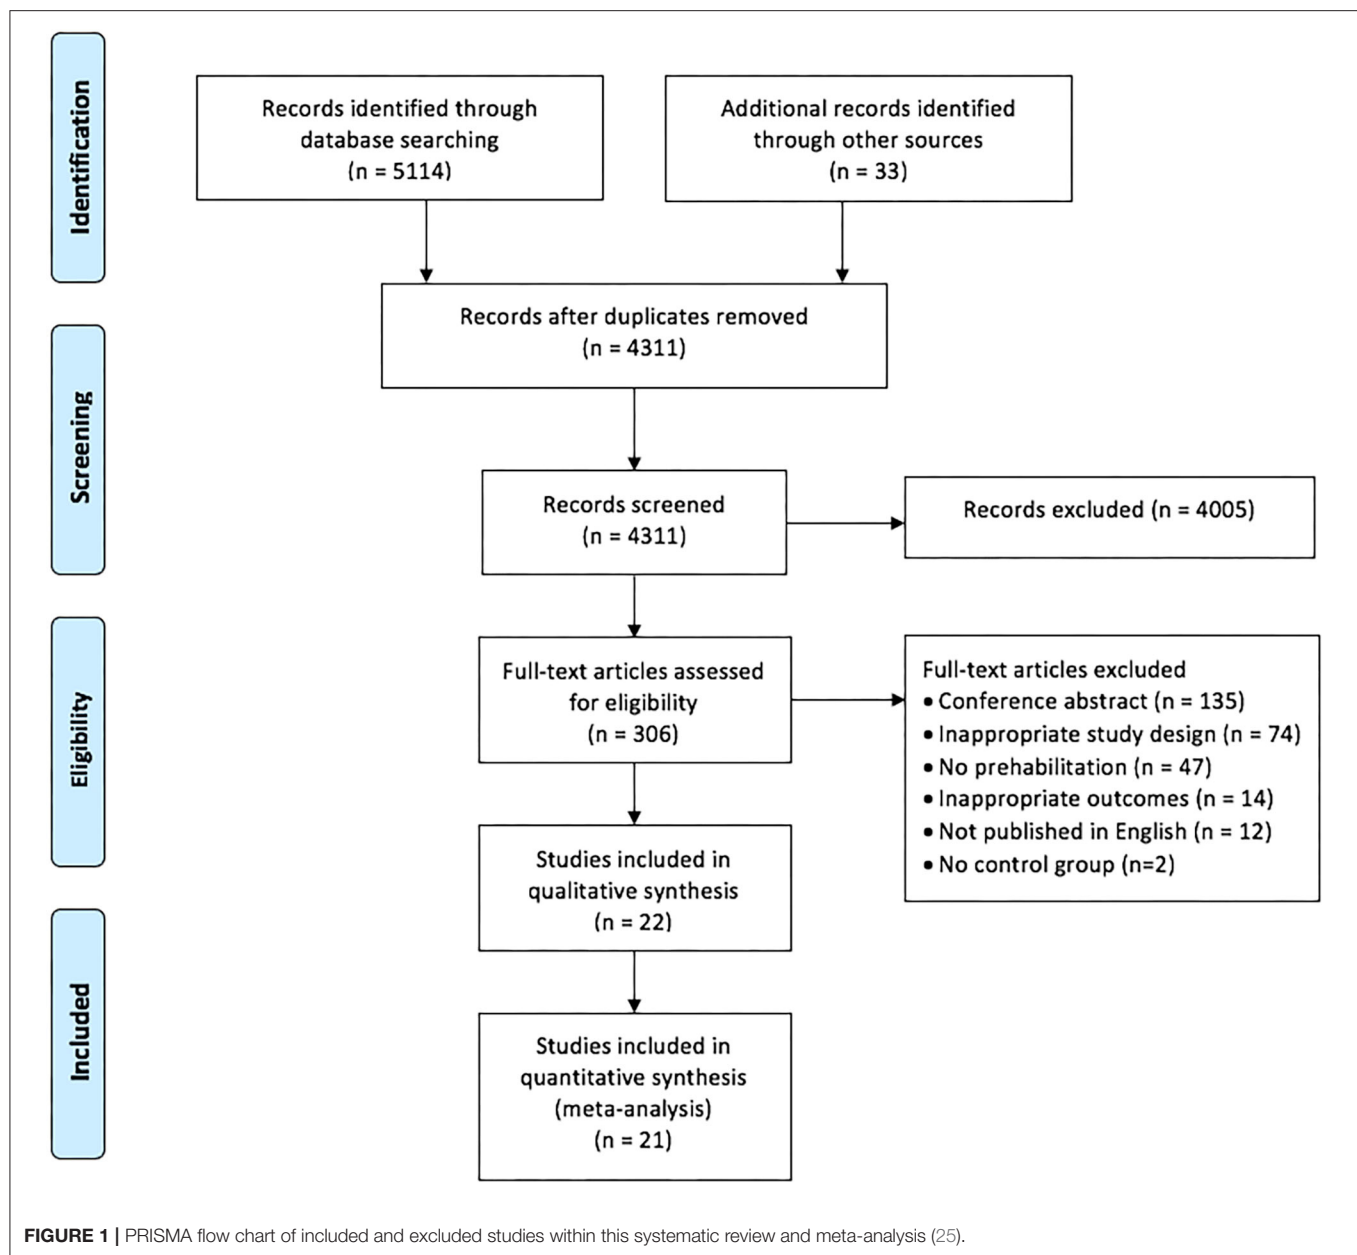 Identification
Records identified through
database searching
(n = 5114)
Additional records identified
through other sources
(n = 33)
Records after duplicates removed
(n = 4311)
Screening
Records screened
(n = 4311)
Records excluded (n = 4005)
Eligibility
Full-text articles assessed
for eligibility
(n = 306)
Full-text articles excluded
• Conference abstract (n = 135)
• Inappropriate study design (n = 74)
• No prehabilitation (n = 47)
• Inappropriate outcomes (n = 14)
• Not published in English (n = 12)
• No control group (n=2)
Studies included in
qualitative synthesis
(n = 22)
Included
Studies included in
quantitative synthesis
(meta-analysis)
(n = 21)
FIGURE 1 | PRISMA flow chart of included and excluded studies within this systematic review and meta-analysis (25).